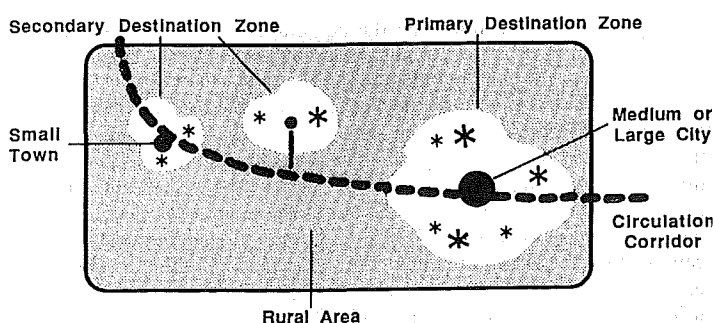 Secondary Destination Zone
Primary Destination Zone
Medium or
Large City
Small
Town
Circulation
Corridor
Rural Area